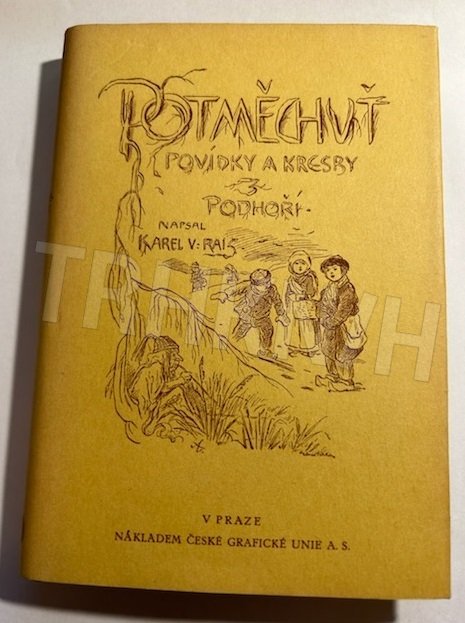 POTMĚCHUŤ
POVÍDKY A KRESBY
Z
PODHOŘÍ.
NAPSAL
KAREL V. RAIS
V PRAZE
NÁKLADEM ČESKÉ GRAFICKÉ UNIE A. S.